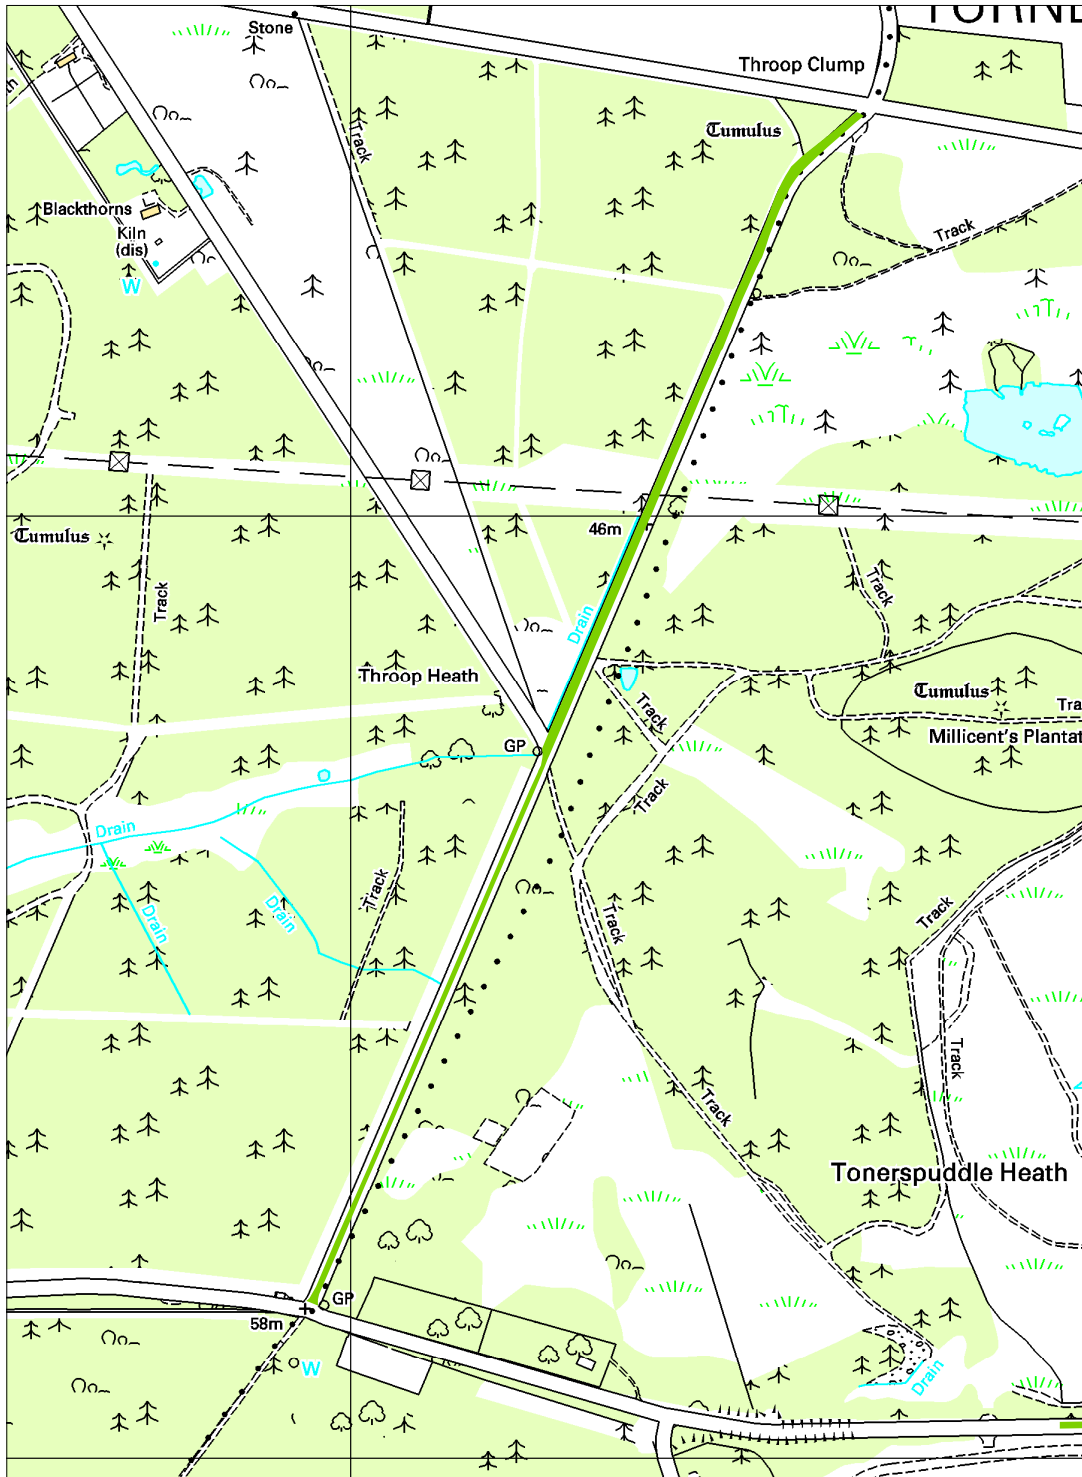 Stone
Throop Clump
Tumulus
Track
Blackthorns
Kiln
(dis)
W
Track
46m
Tumulus
Track
Drain
Track
Throop Heath
Track
Tumulus
Millicent's Plantat
GP
Track
Drain
Track
Drain
Drain
Track
Track
Track
Track
Tonerspuddle Heath
GP
58m
W
Drain